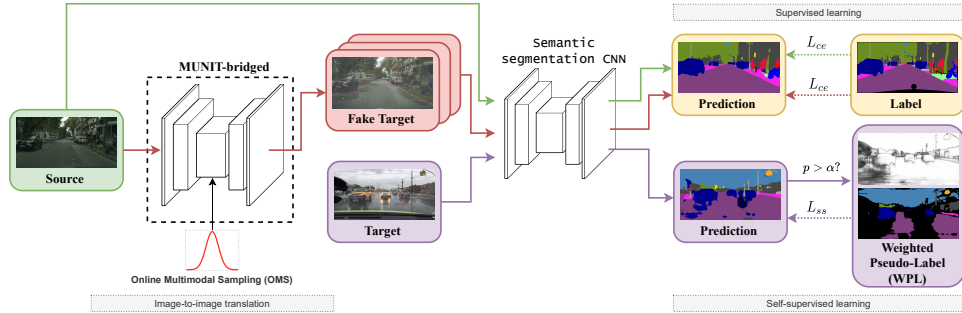 Supervised learning
MUNIT-bridged
Semantic
segmentation CNN
Source
Fake Target
Prediction
L_ce
L_ce
Label
Target
Prediction
p > α?
L_ss
Weighted
Pseudo-Label
(WPL)
Online Multimodal Sampling (OMS)
Image-to-image translation
Self-supervised learning